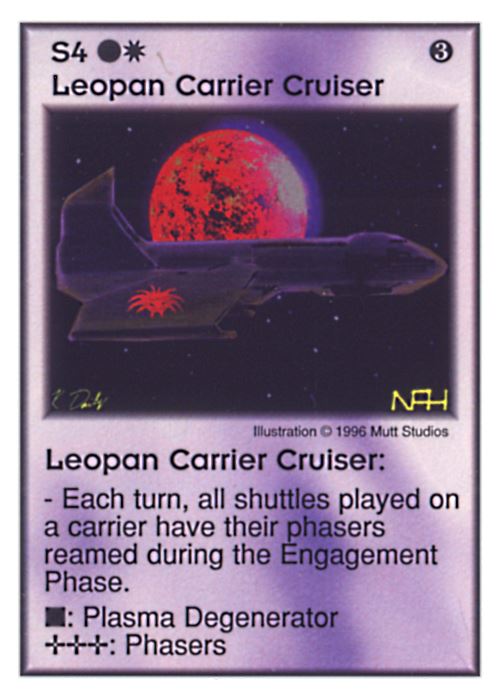 S4 ●✷ ❸
Leopan Carrier Cruiser
NFH
Illustration © 1996 Mutt Studios
Leopan Carrier Cruiser:
- Each turn, all shuttles played on
a carrier have their phasers
reamed during the Engagement
Phase.
■: Plasma Degenerator
✛✛✛: Phasers